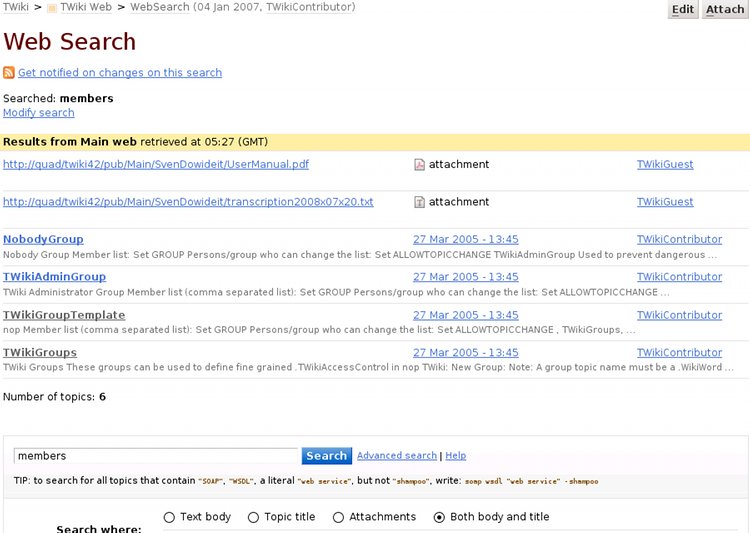 TWiki > TWiki Web > WebSearch (04 Jan 2007, TWikiContributor)
Edit Attach
Web Search
Get notified on changes on this search
Searched: members
Modify search
Results from Main web retrieved at 05:27 (GMT)
http://quad/twiki42/pub/Main/SvenDowideit/UserManual.pdf attachment TWikiGuest
http://quad/twiki42/pub/Main/SvenDowideit/transcription2008x07x20.txt attachment TWikiGuest
NobodyGroup 27 Mar 2005 - 13:45 TWikiContributor
Nobody Group Member list: Set GROUP Persons/group who can change the list: Set ALLOWTOPICCHANGE TWikiAdminGroup Used to prevent dangerous ...
TWikiAdminGroup 27 Mar 2005 - 13:45 TWikiContributor
TWiki Administrator Group Member list (comma separated list): Set GROUP Persons/group who can change the list: Set ALLOWTOPICCHANGE ...
TWikiGroupTemplate 27 Mar 2005 - 13:45 TWikiContributor
nop Member list (comma separated list): Set GROUP Persons/group who can change the list: Set ALLOWTOPICCHANGE , TWikiGroups, ...
TWikiGroups 27 Mar 2005 - 13:45 TWikiContributor
TWiki Groups These groups can be used to define fine grained .TWikiAccessControl in nop TWiki: New Group: Note: A group topic name must be a .WikiWord ...
Number of topics: 6
members Search Advanced search | Help
TIP: to search for all topics that contain "SOAP", "WSDL", a literal "web service", but not "shampoo", write: soap wsdl "web service" -shampoo
Search where: Text body Topic title Attachments Both body and title